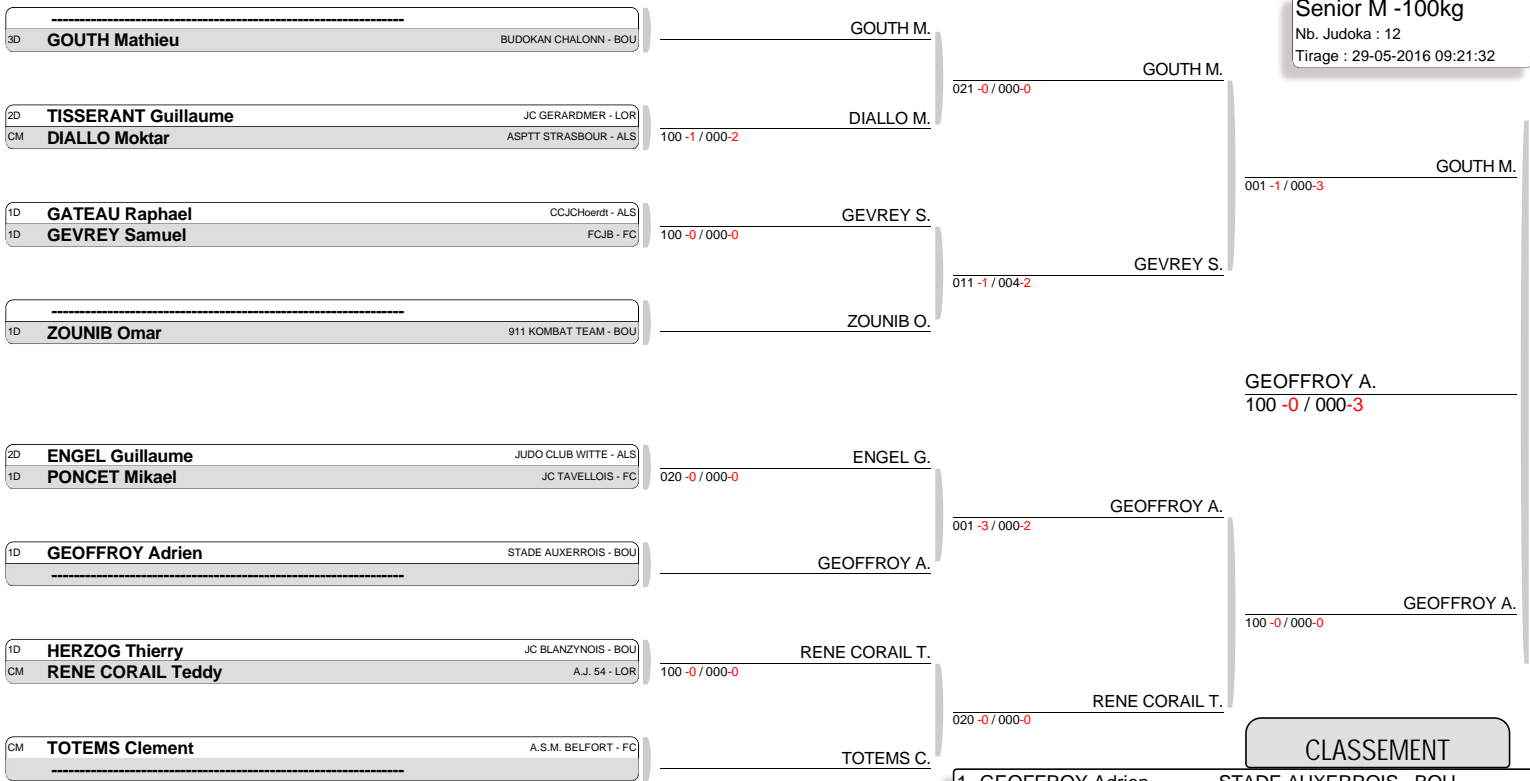 Senior M -100kg
Nb. Judoka : 12
Tirage : 29-05-2016 09:21:32
----------------------------------------------------------------
3D GOUTH Mathieu BUDOKAN CHALONN - BOU
2D TISSERANT Guillaume JC GERARDMER - LOR
CM DIALLO Moktar ASPTT STRASBOUR - ALS
1D GATEAU Raphael CCJCHoerdt - ALS
1D GEVREY Samuel FCJB - FC
----------------------------------------------------------------
1D ZOUNIB Omar 911 KOMBAT TEAM - BOU
2D ENGEL Guillaume JUDO CLUB WITTE - ALS
1D PONCET Mikael JC TAVELLOIS - FC
1D GEOFFROY Adrien STADE AUXERROIS - BOU
----------------------------------------------------------------
1D HERZOG Thierry JC BLANZYNOIS - BOU
CM RENE CORAIL Teddy A.J. 54 - LOR
CM TOTEMS Clement A.S.M. BELFORT - FC
----------------------------------------------------------------
GOUTH M.
DIALLO M.
100 -1 / 000-2
GEVREY S.
100 -0 / 000-0
ZOUNIB O.
ENGEL G.
020 -0 / 000-0
GEOFFROY A.
RENE CORAIL T.
100 -0 / 000-0
TOTEMS C.
GOUTH M.
021 -0 / 000-0
GEVREY S.
011 -1 / 004-2
GEOFFROY A.
001 -3 / 000-2
RENE CORAIL T.
020 -0 / 000-0
GOUTH M.
001 -1 / 000-3
GEOFFROY A.
100 -0 / 000-3
GEOFFROY A.
100 -0 / 000-0
CLASSEMENT
1. GEOFFROY Adrien STADE AUXERROIS - BOU